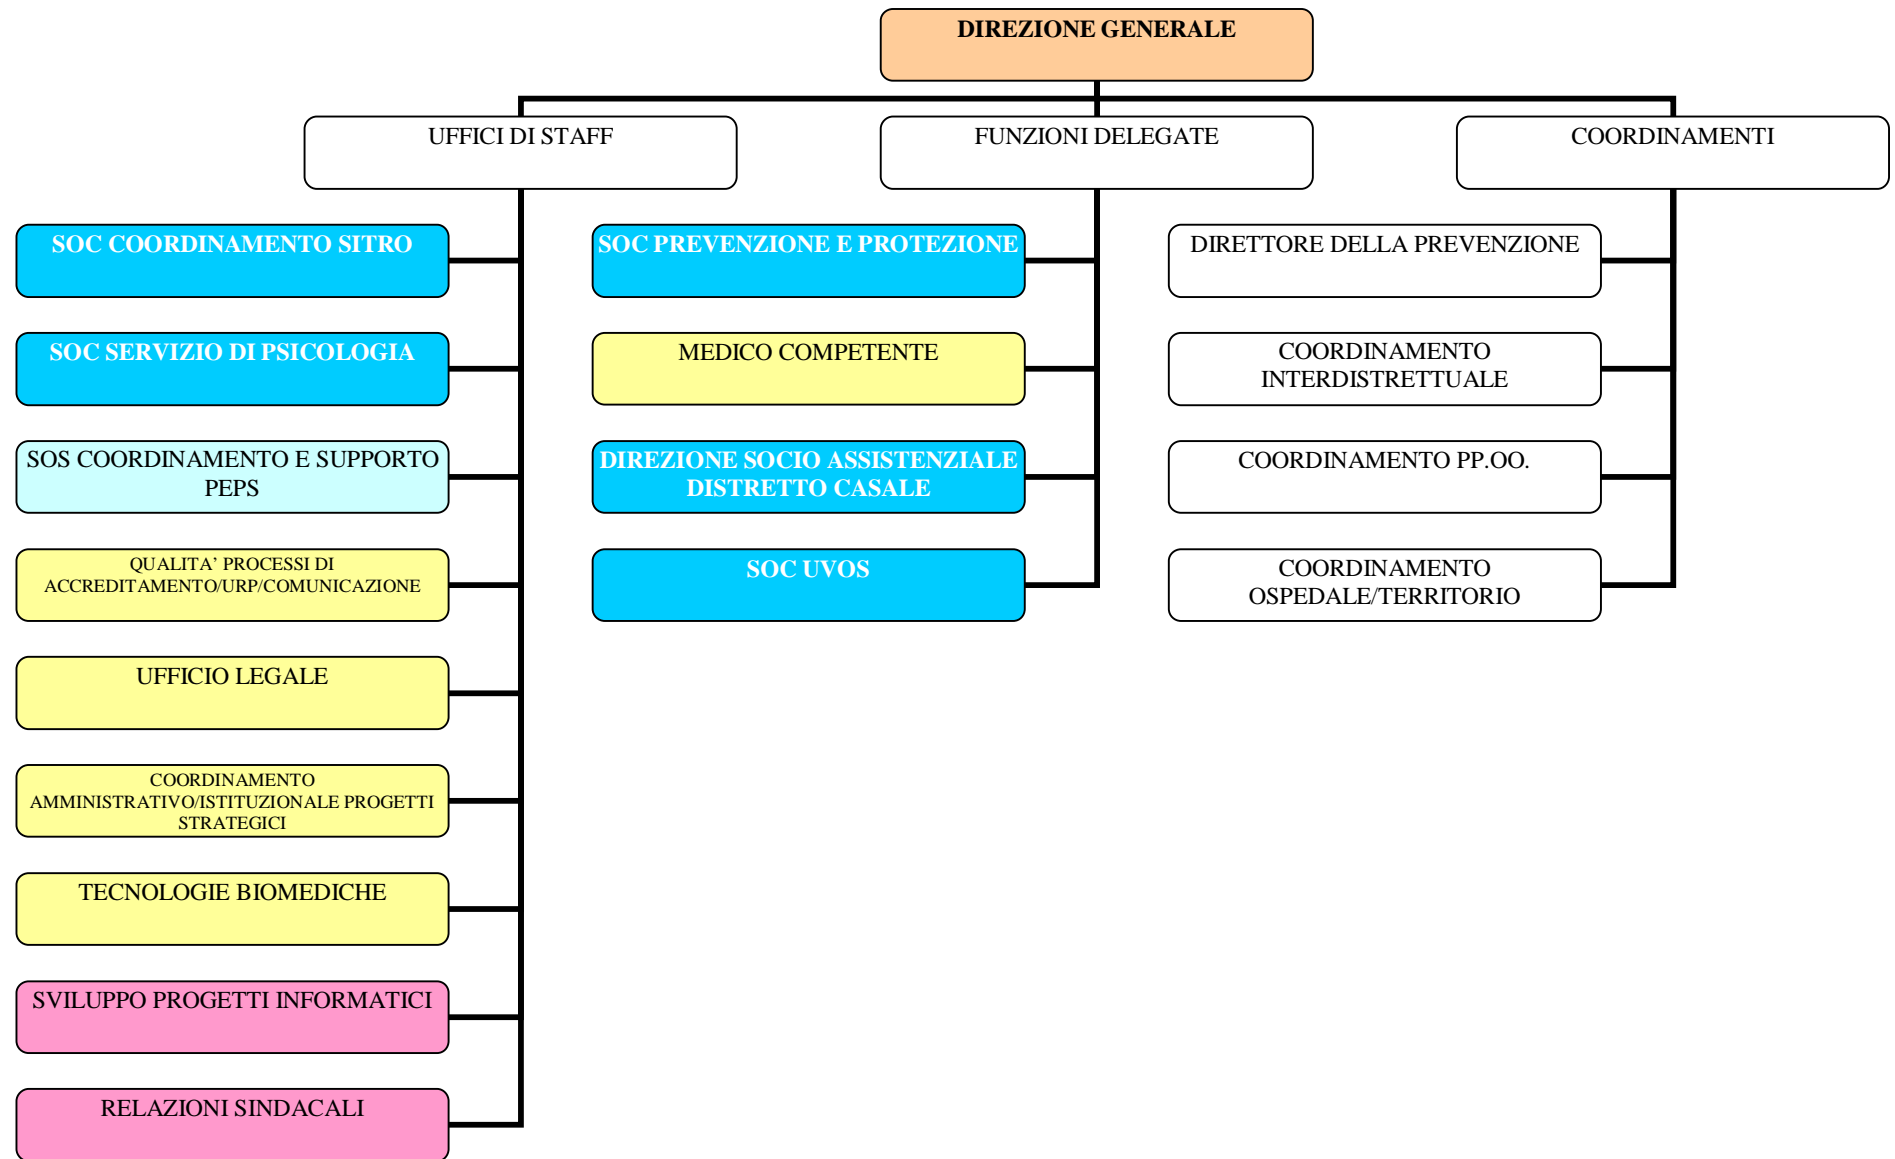 DIREZIONE GENERALE
UFFICI DI STAFF
FUNZIONI DELEGATE
COORDINAMENTI
SOC COORDINAMENTO SITRO
SOC SERVIZIO DI PSICOLOGIA
SOS COORDINAMENTO E SUPPORTO
PEPS
QUALITA’ PROCESSI DI
ACCREDITAMENTO/URP/COMUNICAZIONE
UFFICIO LEGALE
COORDINAMENTO
AMMINISTRATIVO/ISTITUZIONALE PROGETTI
STRATEGICI
TECNOLOGIE BIOMEDICHE
SVILUPPO PROGETTI INFORMATICI
RELAZIONI SINDACALI
SOC PREVENZIONE E PROTEZIONE
MEDICO COMPETENTE
DIREZIONE SOCIO ASSISTENZIALE
DISTRETTO CASALE
SOC UVOS
DIRETTORE DELLA PREVENZIONE
COORDINAMENTO
INTERDISTRETTUALE
COORDINAMENTO PP.OO.
COORDINAMENTO
OSPEDALE/TERRITORIO